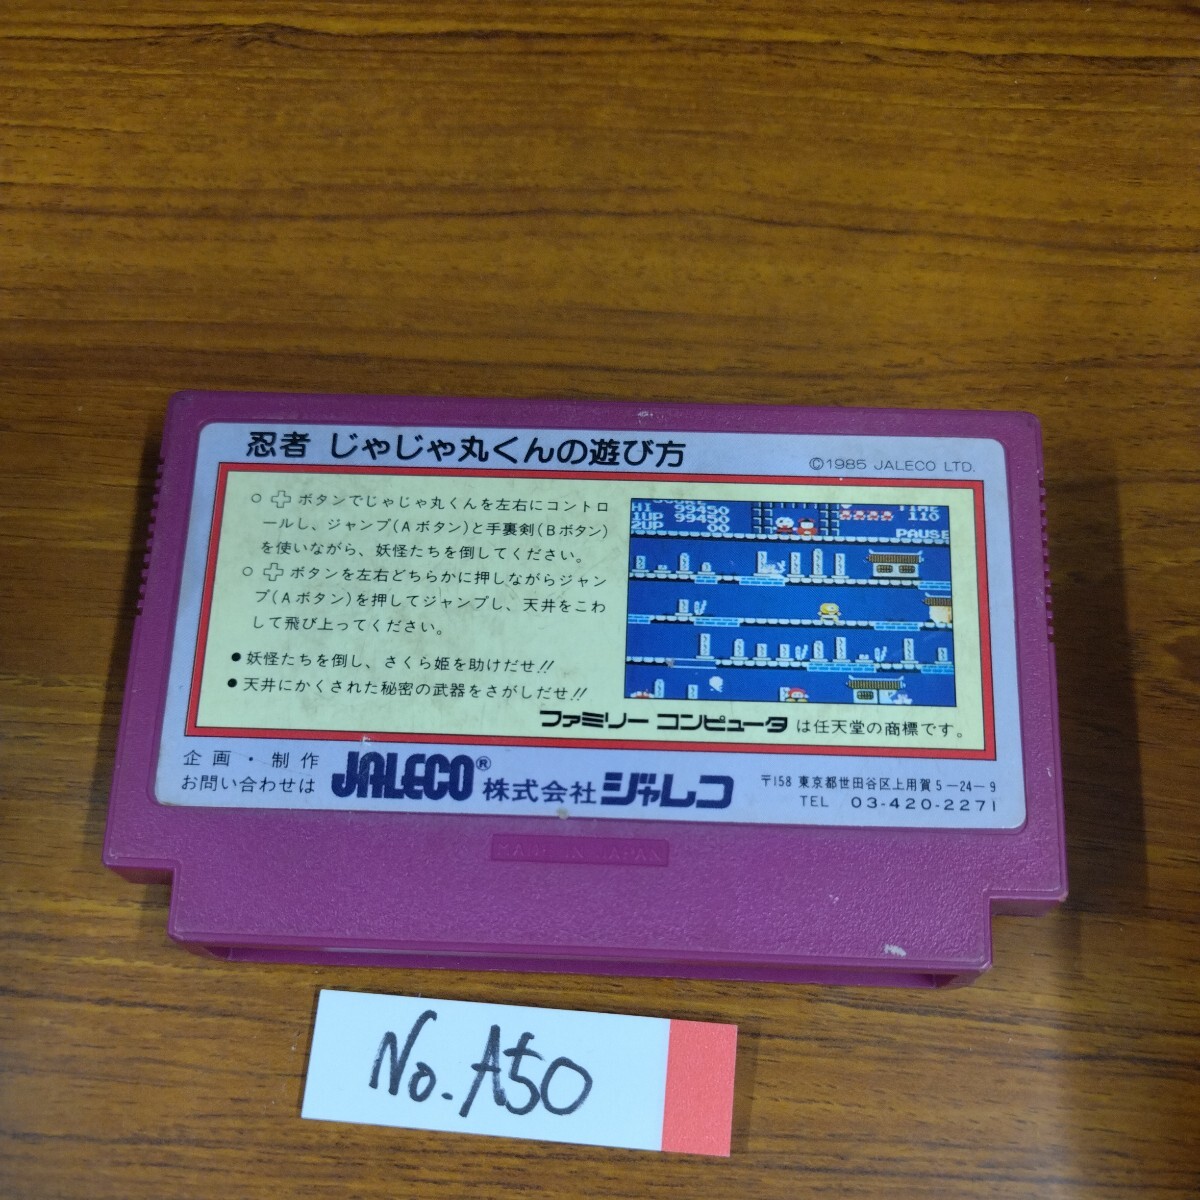 忍者 じゃじゃ丸くんの遊び方
©1985 JALECO LTD.
○ ボタンでじゃじゃ丸くんを左右にコントロ
ールし、ジャンプ(Aボタン)と手裏剣(Bボタン)
を使いながら、妖怪たちを倒してください。
○ ボタンを左右どちらかに押しながらジャン
プ(Aボタン)を押してジャンプし、天井をこわ
して飛び上ってください。
●妖怪たちを倒し、さくら姫を助けだせ!!
●天井にかくされた秘密の武器をさがしだせ!!
SCORE
HI 99450
1UP 99450
2UP 00
TIME
110
PAUSE
ファミリー コンピュータ は任天堂の商標です。
企画・制作
お問い合わせは
JALECO® 株式会社ジャレコ
〒158 東京都世田谷区上用賀5-24-9
TEL 03-420-2271
MADE IN JAPAN
No. A50